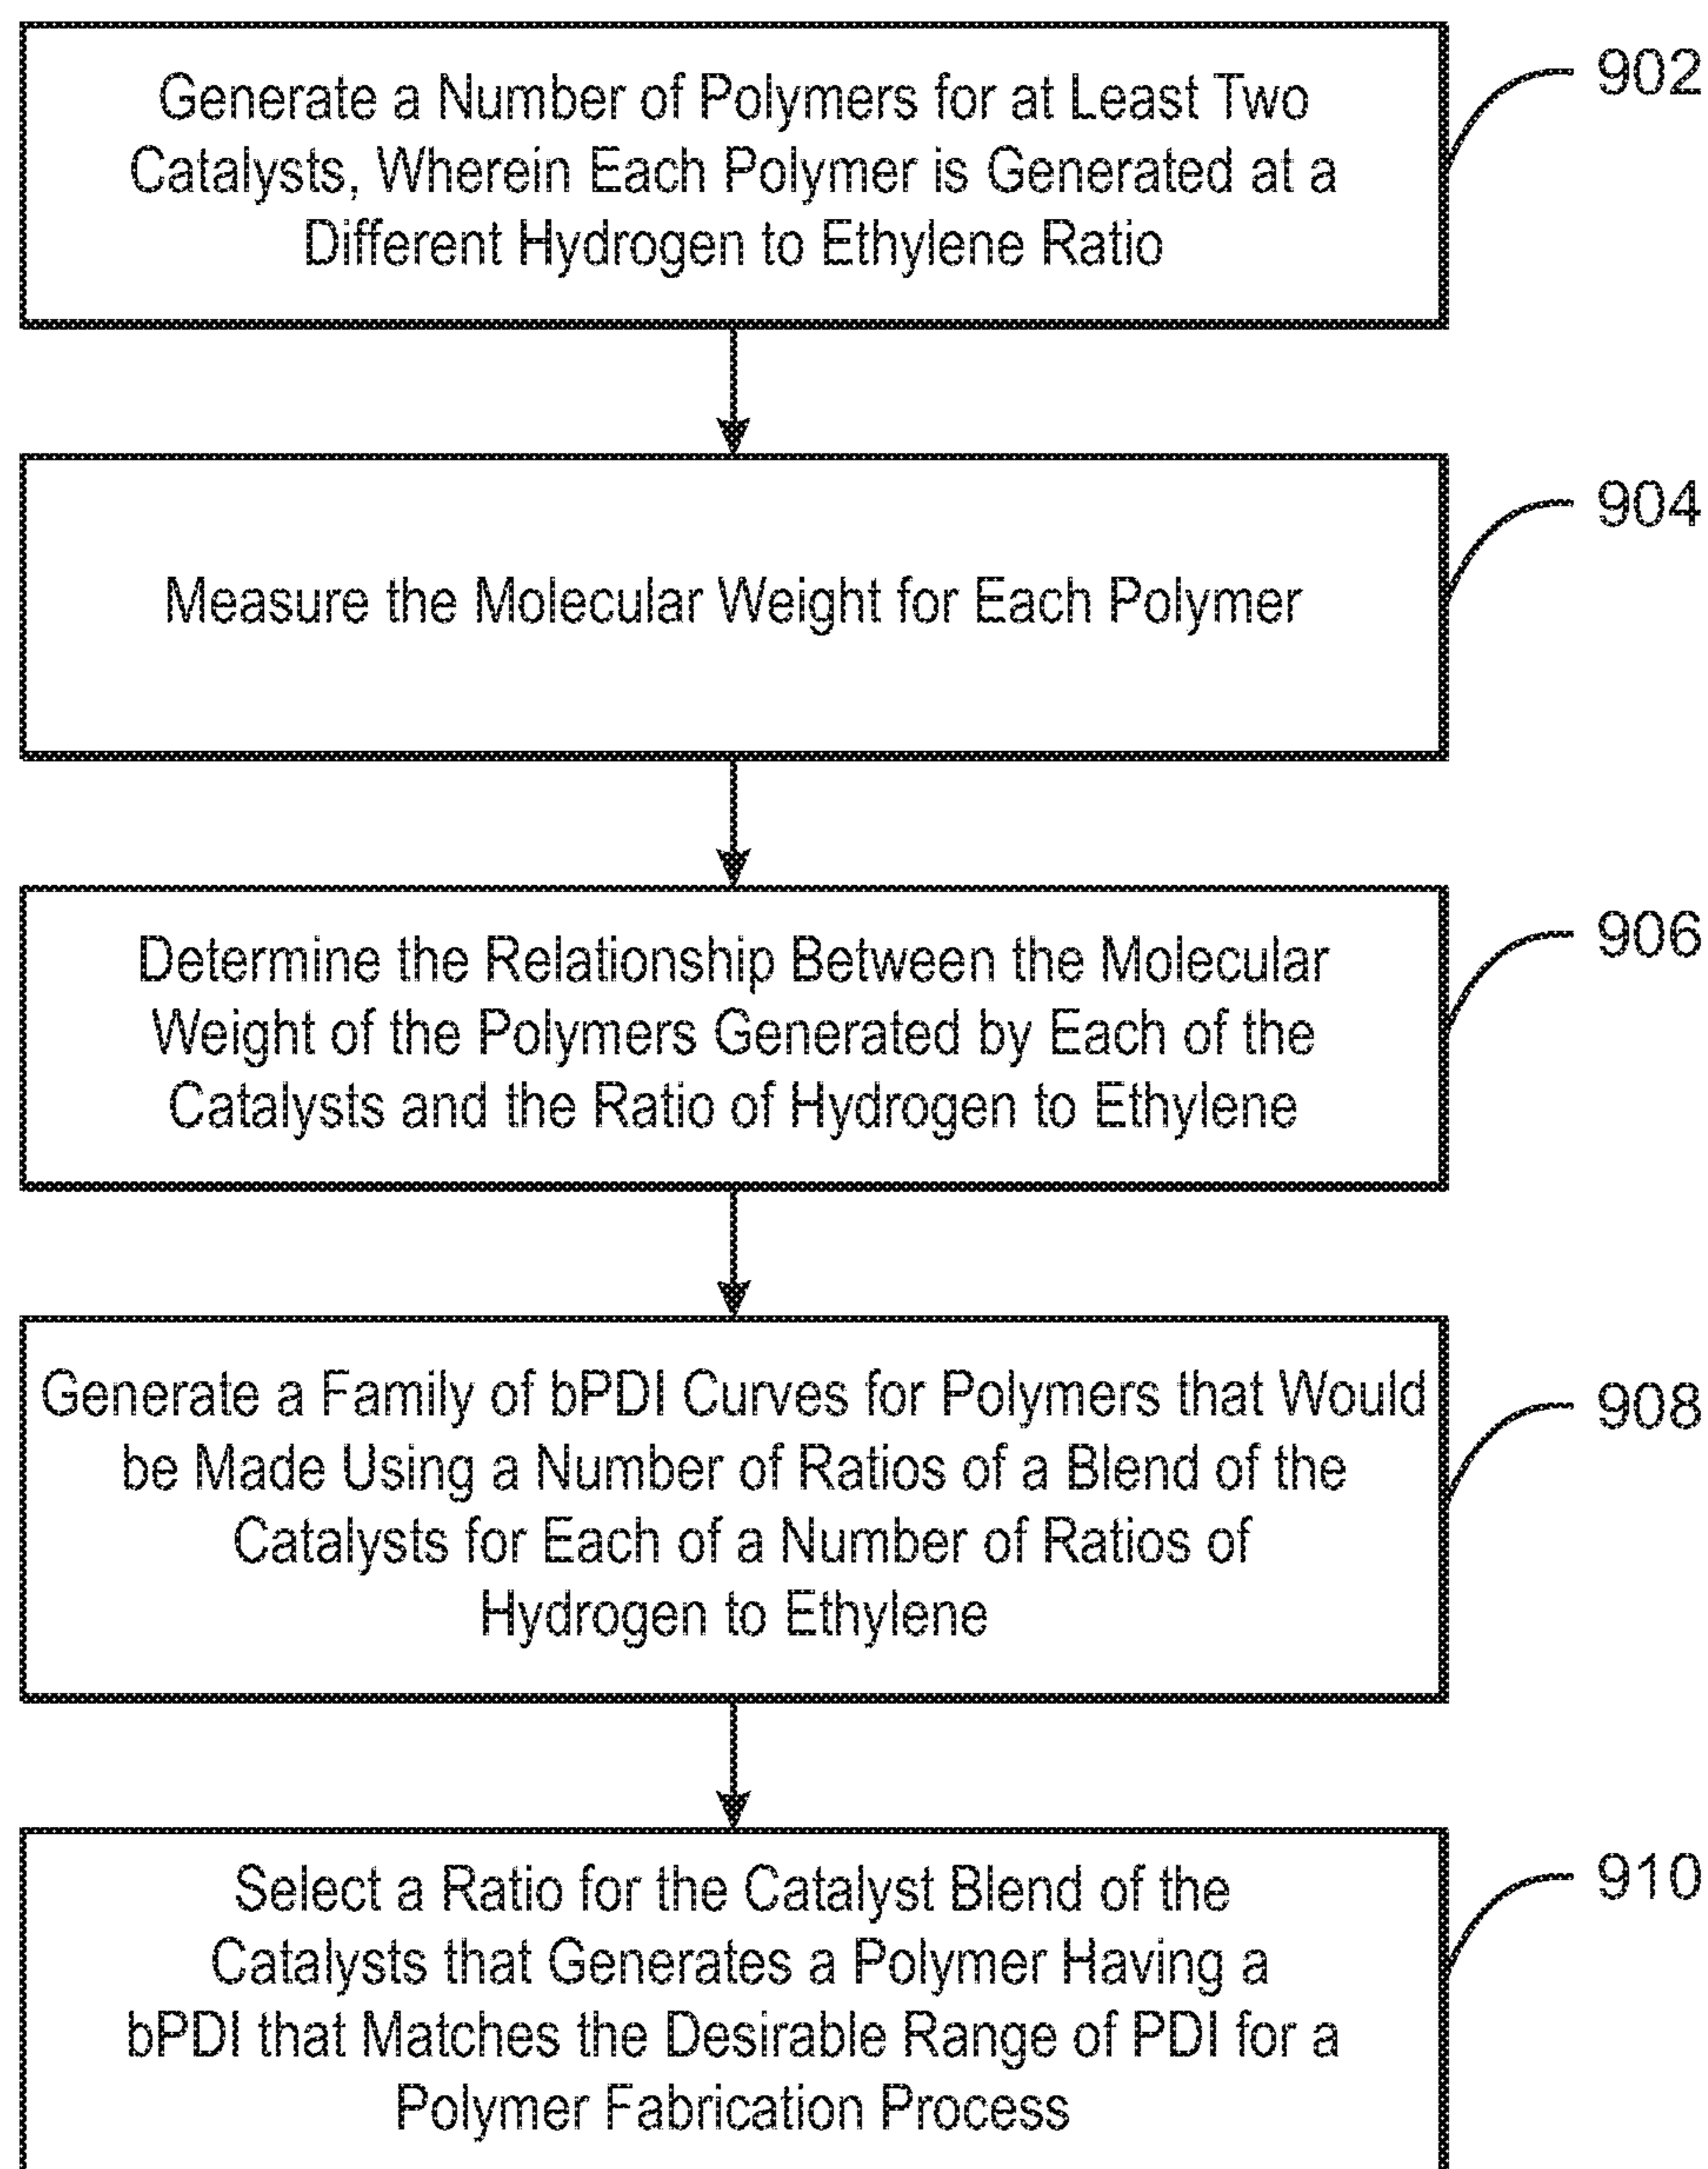 Generate a Number of Polymers for at Least Two
Catalysts, Wherein Each Polymer is Generated at a
Different Hydrogen to Ethylene Ratio
902
Measure the Molecular Weight for Each Polymer
904
Determine the Relationship Between the Molecular
Weight of the Polymers Generated by Each of the
Catalysts and the Ratio of Hydrogen to Ethylene
906
Generate a Family of bPDI Curves for Polymers that Would
be Made Using a Number of Ratios of a Blend of the
Catalysts for Each of a Number of Ratios of
Hydrogen to Ethylene
908
Select a Ratio for the Catalyst Blend of the
Catalysts that Generates a Polymer Having a
bPDI that Matches the Desirable Range of PDI for a
Polymer Fabrication Process
910